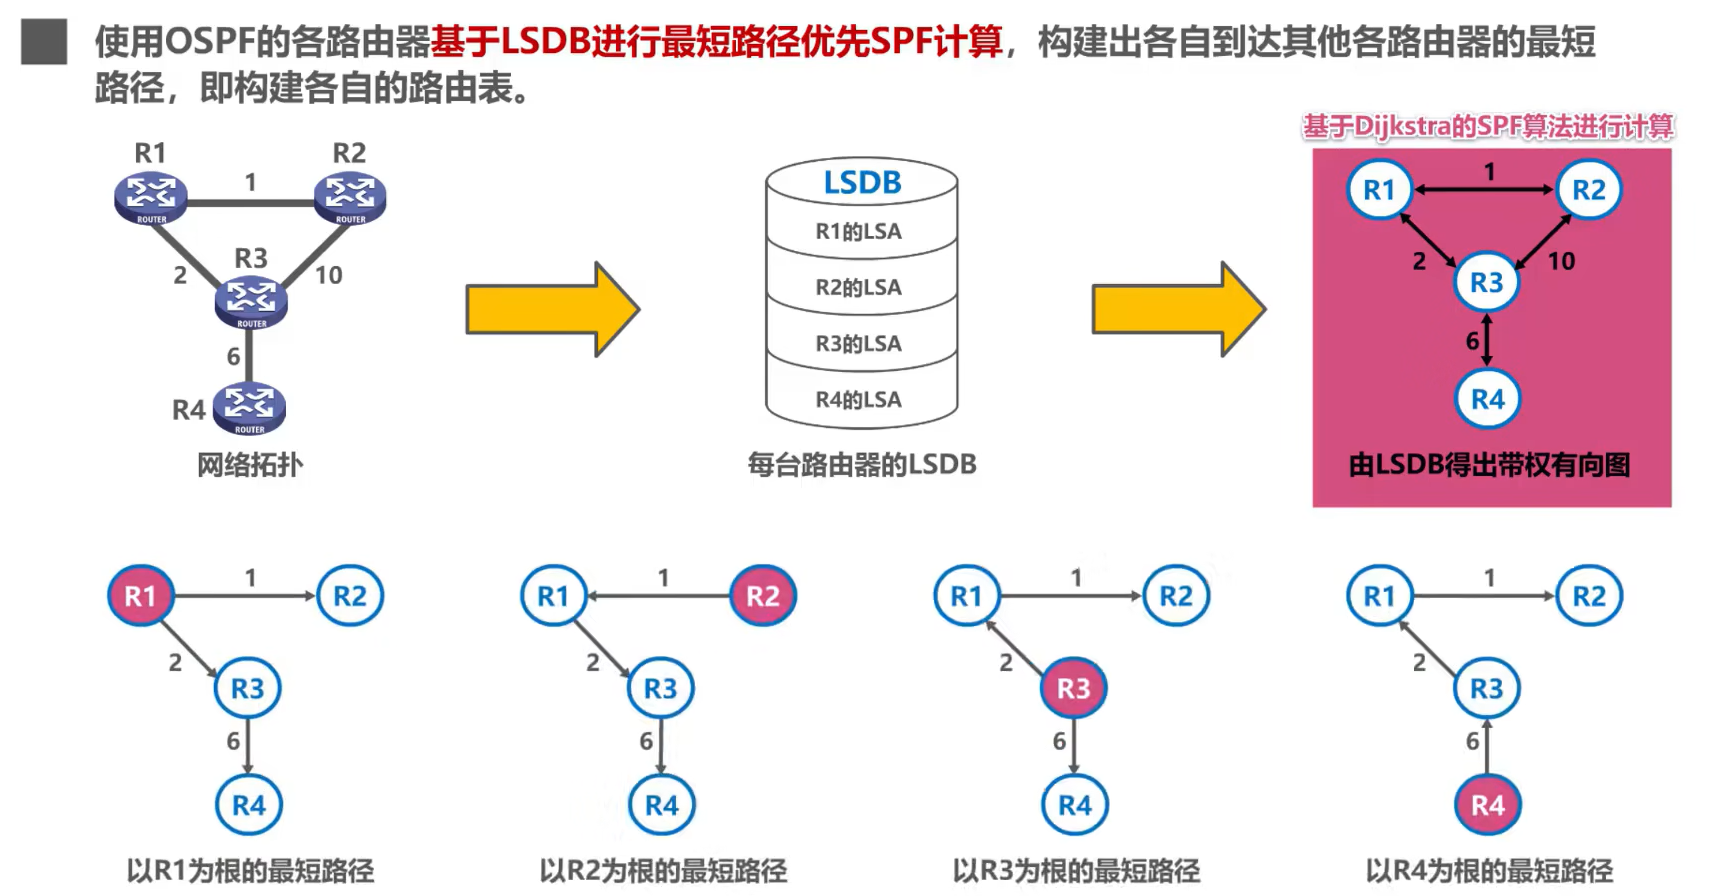 使用OSPF的各路由器基于LSDB进行最短路径优先SPF计算，构建出各自到达其他各路由器的最短
路径，即构建各自的路由表。
基于Dijkstra的SPF算法进行计算
R1
R2
1
ROUTER
ROUTER
R3
2
10
ROUTER
6
R4
ROUTER
网络拓扑
LSDB
R1的LSA
R2的LSA
R3的LSA
R4的LSA
每台路由器的LSDB
R1
1
R2
2
10
R3
6
R4
由LSDB得出带权有向图
R1
1
R2
2
R3
6
R4
以R1为根的最短路径
R1
1
R2
2
R3
6
R4
以R2为根的最短路径
R1
1
R2
2
R3
6
R4
以R3为根的最短路径
R1
1
R2
2
R3
6
R4
以R4为根的最短路径